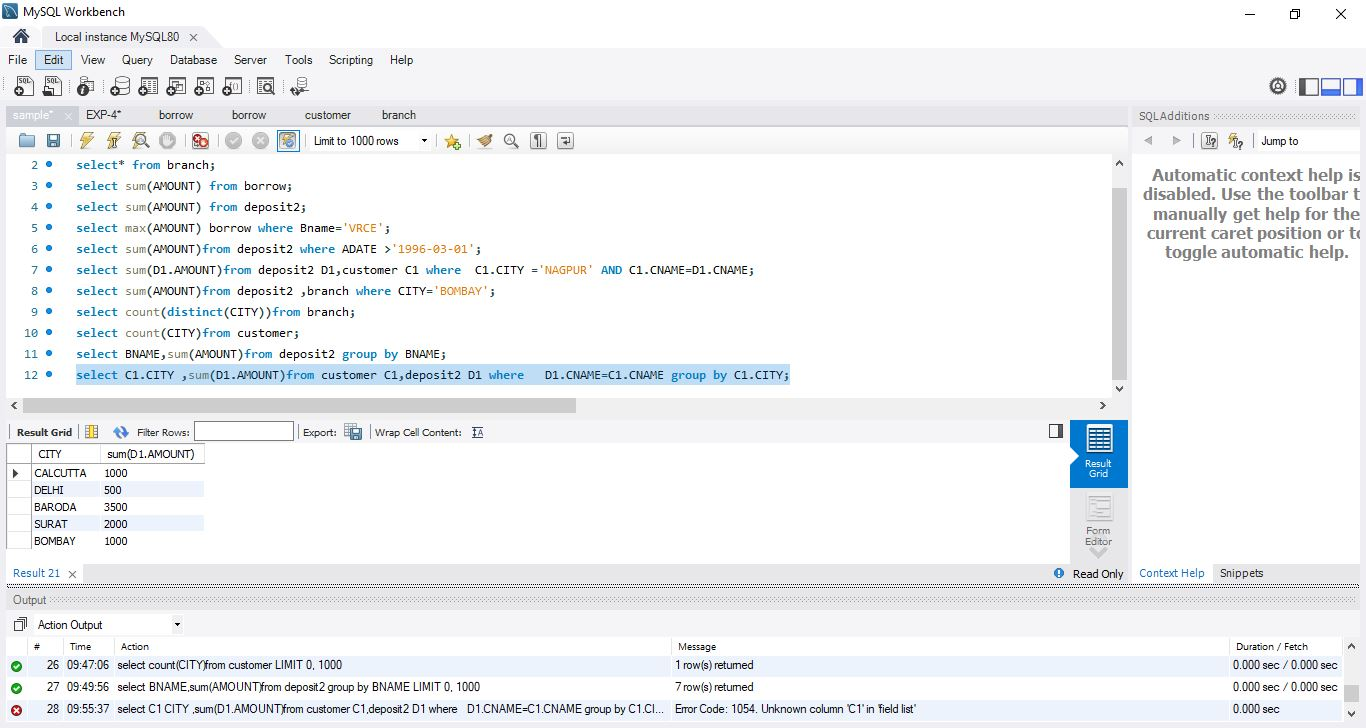 MySQL Workbench
Local instance MySQL80
File Edit View Query Database Server Tools Scripting Help
sample* EXP-4* borrow borrow customer branch
SQLAdditions
Limit to 1000 rows
Jump to
2 select* from branch;
3 select sum(AMOUNT) from borrow;
4 select sum(AMOUNT) from deposit2;
5 select max(AMOUNT) borrow where Bname='VRCE';
6 select sum(AMOUNT)from deposit2 where ADATE >'1996-03-01';
7 select sum(D1.AMOUNT)from deposit2 D1,customer C1 where  C1.CITY ='NAGPUR' AND C1.CNAME=D1.CNAME;
8 select sum(AMOUNT)from deposit2 ,branch where CITY='BOMBAY';
9 select count(distinct(CITY))from branch;
10 select count(CITY)from customer;
11 select BNAME,sum(AMOUNT)from deposit2 group by BNAME;
12 select C1.CITY ,sum(D1.AMOUNT)from customer C1,deposit2 D1 where   D1.CNAME=C1.CNAME group by C1.CITY;
Automatic context help is
disabled. Use the toolbar t
manually get help for the
current caret position or to
toggle automatic help.
Result Grid Filter Rows: Export: Wrap Cell Content:
CITY sum(D1.AMOUNT)
CALCUTTA 1000
DELHI 500
BARODA 3500
SURAT 2000
BOMBAY 1000
Result
Grid
Form
Editor
Result 21
Read Only
Context Help Snippets
Output
Action Output
# Time Action Message Duration / Fetch
26 09:47:06 select count(CITY)from customer LIMIT 0, 1000 1 row(s) returned 0.000 sec / 0.000 sec
27 09:49:56 select BNAME,sum(AMOUNT)from deposit2 group by BNAME LIMIT 0, 1000 7 row(s) returned 0.000 sec / 0.000 sec
28 09:55:37 select C1 CITY ,sum(D1.AMOUNT)from customer C1,deposit2 D1 where   D1.CNAME=C1.CNAME group by C1.CI... Error Code: 1054. Unknown column 'C1' in 'field list' 0.000 sec